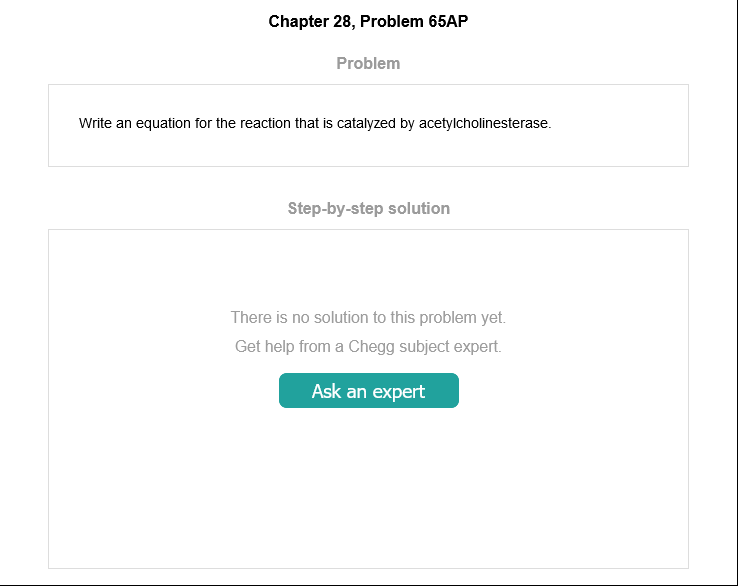 Chapter 28, Problem 65AP
Problem
Write an equation for the reaction that is catalyzed by acetylcholinesterase.
Step-by-step solution
There is no solution to this problem yet.
Get help from a Chegg subject expert.
Ask an expert